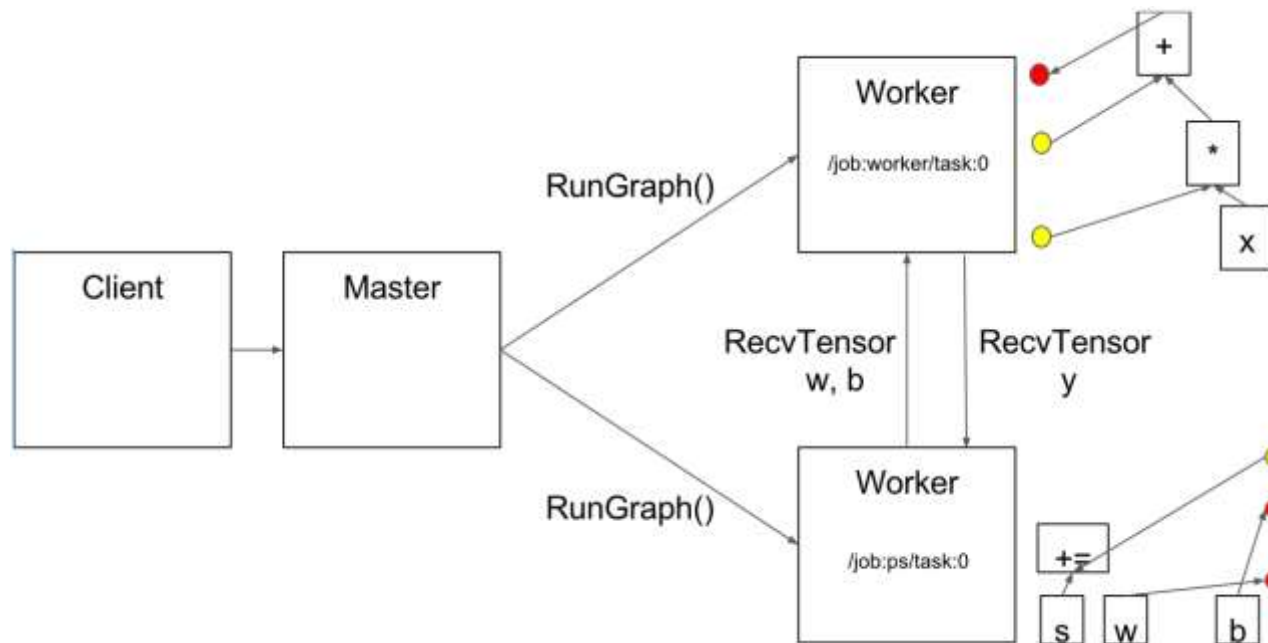 +
Worker
/job:worker/task:0
*
RunGraph()
x
Client
Master
RecvTensor
w, b
RecvTensor
y
Worker
RunGraph()
/job:ps/task:0
+=
s
w
b